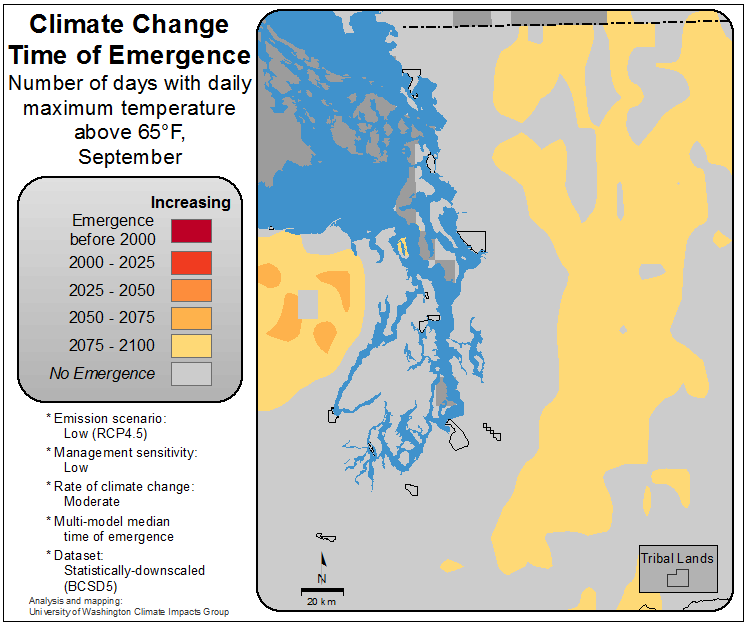 Climate Change
Time of Emergence
Number of days with daily
maximum temperature
above 65°F,
September
Increasing
Emergence
before 2000
2000 - 2025
2025 - 2050
2050 - 2075
2075 - 2100
No Emergence
* Emission scenario:
Low (RCP4.5)
* Management sensitivity:
Low
* Rate of climate change:
Moderate
* Multi-model median
time of emergence
* Dataset:
Statistically-downscaled
(BCSD5)
Analysis and mapping:
University of Washington Climate Impacts Group
N
20 km
Tribal Lands